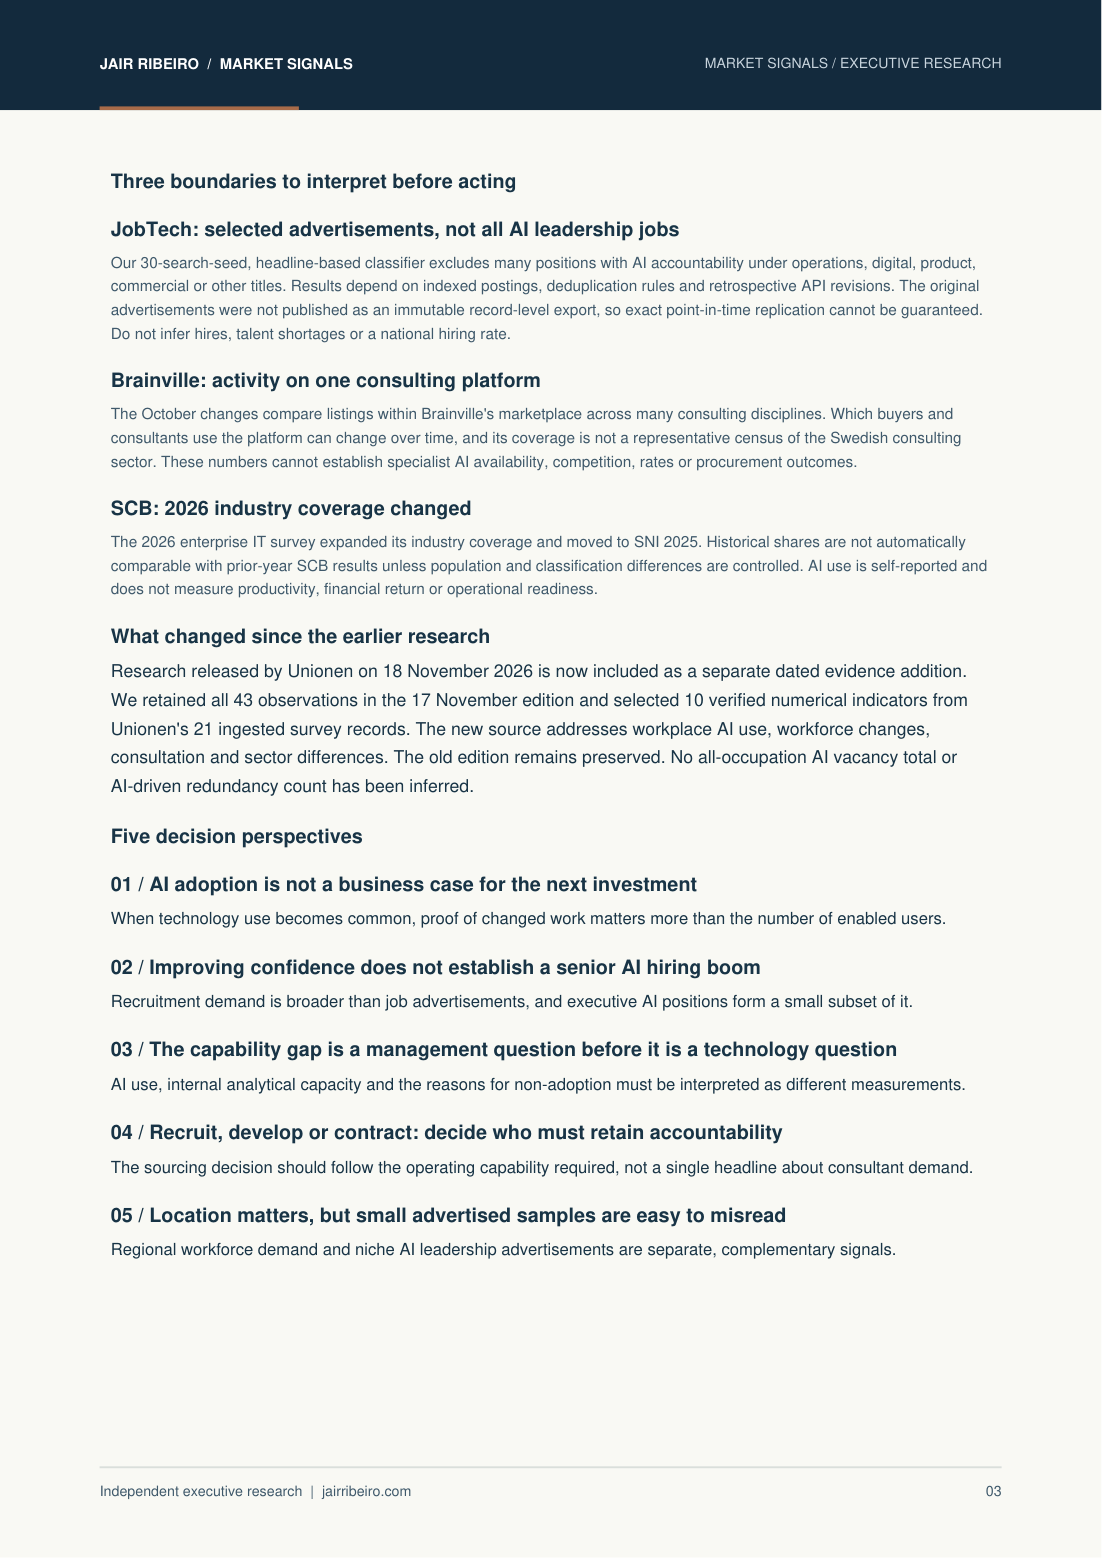 JAIR RIBEIRO / MARKET SIGNALS
MARKET SIGNALS / EXECUTIVE RESEARCH
Three boundaries to interpret before acting
JobTech: selected advertisements, not all AI leadership jobs
Our 30-search-seed, headline-based classifier excludes many positions with AI accountability under operations, digital, product,
commercial or other titles. Results depend on indexed postings, deduplication rules and retrospective API revisions. The original
advertisements were not published as an immutable record-level export, so exact point-in-time replication cannot be guaranteed.
Do not infer hires, talent shortages or a national hiring rate.
Brainville: activity on one consulting platform
The October changes compare listings within Brainville's marketplace across many consulting disciplines. Which buyers and
consultants use the platform can change over time, and its coverage is not a representative census of the Swedish consulting
sector. These numbers cannot establish specialist AI availability, competition, rates or procurement outcomes.
SCB: 2026 industry coverage changed
The 2026 enterprise IT survey expanded its industry coverage and moved to SNI 2025. Historical shares are not automatically
comparable with prior-year SCB results unless population and classification differences are controlled. AI use is self-reported and
does not measure productivity, financial return or operational readiness.
What changed since the earlier research
Research released by Unionen on 18 November 2026 is now included as a separate dated evidence addition.
We retained all 43 observations in the 17 November edition and selected 10 verified numerical indicators from
Unionen's 21 ingested survey records. The new source addresses workplace AI use, workforce changes,
consultation and sector differences. The old edition remains preserved. No all-occupation AI vacancy total or
AI-driven redundancy count has been inferred.
Five decision perspectives
01 / AI adoption is not a business case for the next investment
When technology use becomes common, proof of changed work matters more than the number of enabled users.
02 / Improving confidence does not establish a senior AI hiring boom
Recruitment demand is broader than job advertisements, and executive AI positions form a small subset of it.
03 / The capability gap is a management question before it is a technology question
AI use, internal analytical capacity and the reasons for non-adoption must be interpreted as different measurements.
04 / Recruit, develop or contract: decide who must retain accountability
The sourcing decision should follow the operating capability required, not a single headline about consultant demand.
05 / Location matters, but small advertised samples are easy to misread
Regional workforce demand and niche AI leadership advertisements are separate, complementary signals.
Independent executive research | jairribeiro.com
03